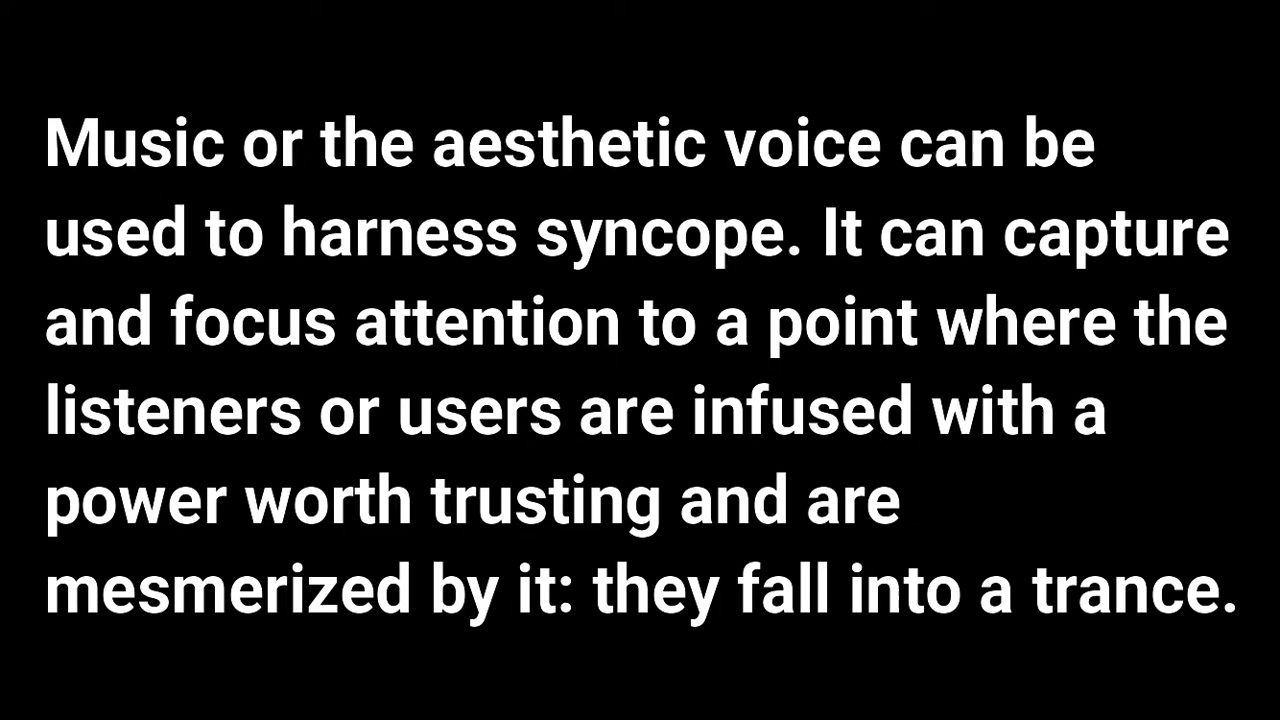 Music or the aesthetic voice can be
used to harness syncope. It can capture
and focus attention to a point where the
listeners or users are infused with a
power worth trusting and are
mesmerized by it: they fall into a trance.